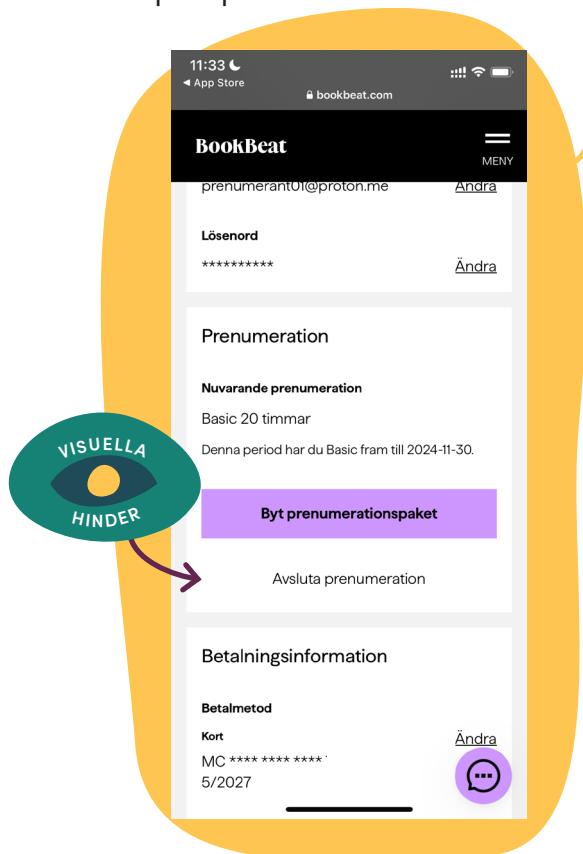 11:33
◀ App Store
bookbeat.com
BookBeat
MENY
prenumerant01@proton.me Ändra
Lösenord
********** Ändra
Prenumeration
Nuvarande prenumeration
Basic 20 timmar
Denna period har du Basic fram till 2024-11-30.
VISUELLA
HINDER
Byt prenumerationspaket
Avsluta prenumeration
Betalningsinformation
Betalmetod
Kort Ändra
MC **** **** ****
5/2027